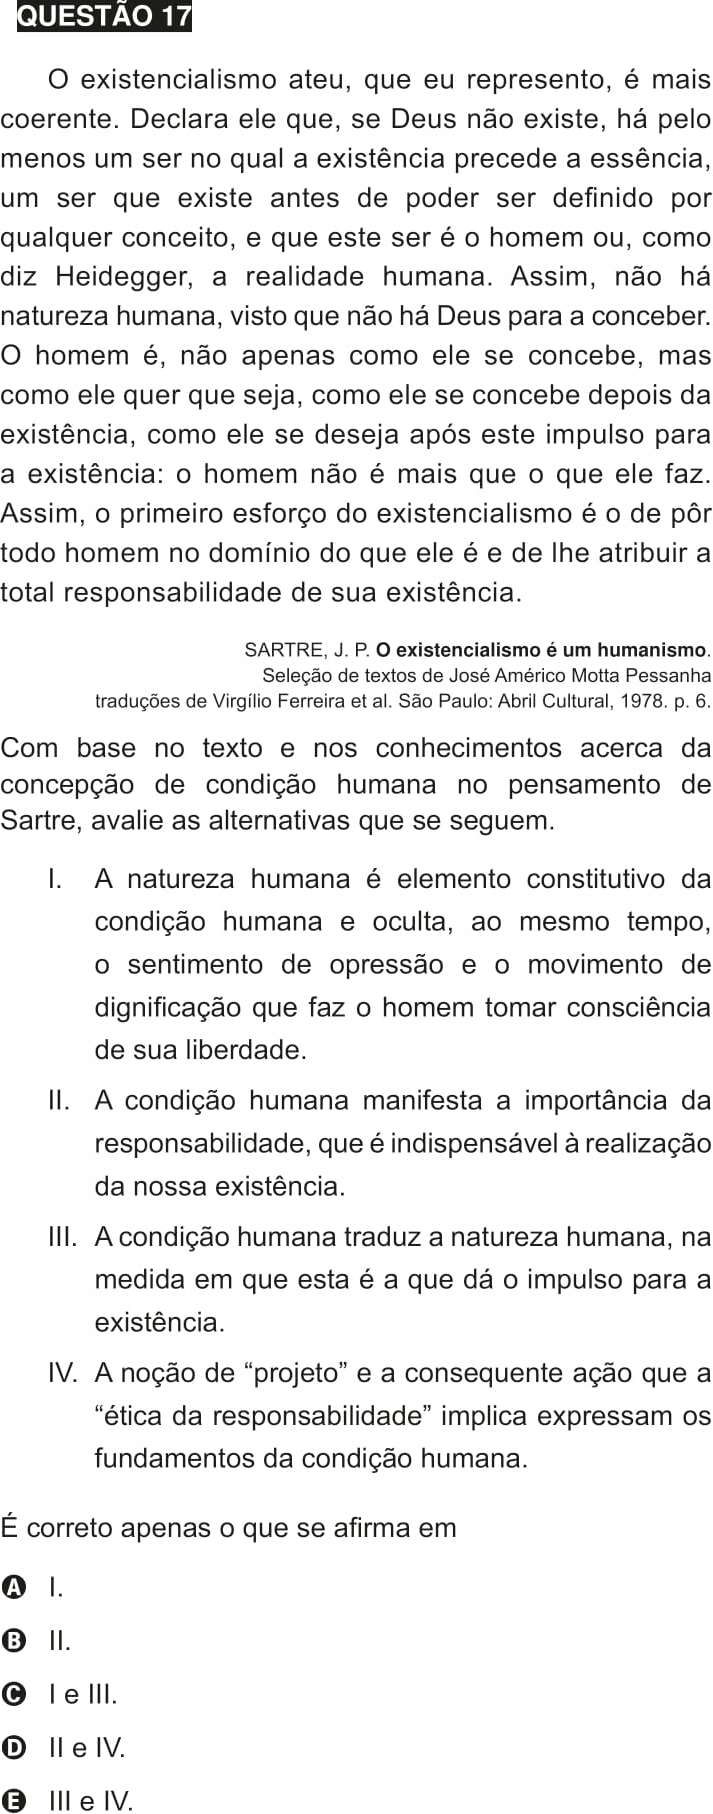 QUESTÃO 17
O existencialismo ateu, que eu represento, é mais
coerente. Declara ele que, se Deus não existe, há pelo
menos um ser no qual a existência precede a essência,
um ser que existe antes de poder ser definido por
qualquer conceito, e que este ser é o homem ou, como
diz Heidegger, a realidade humana. Assim, não há
natureza humana, visto que não há Deus para a conceber.
O homem é, não apenas como ele se concebe, mas
como ele quer que seja, como ele se concebe depois da
existência, como ele se deseja após este impulso para
a existência: o homem não é mais que o que ele faz.
Assim, o primeiro esforço do existencialismo é o de pôr
todo homem no domínio do que ele é e de lhe atribuir a
total responsabilidade de sua existência.
SARTRE, J. P. O existencialismo é um humanismo.
Seleção de textos de José Américo Motta Pessanha
traduções de Virgílio Ferreira et al. São Paulo: Abril Cultural, 1978. p. 6.
Com base no texto e nos conhecimentos acerca da
concepção de condição humana no pensamento de
Sartre, avalie as alternativas que se seguem.
I. A natureza humana é elemento constitutivo da
condição humana e oculta, ao mesmo tempo,
o sentimento de opressão e o movimento de
dignificação que faz o homem tomar consciência
de sua liberdade.
II. A condição humana manifesta a importância da
responsabilidade, que é indispensável à realização
da nossa existência.
III. A condição humana traduz a natureza humana, na
medida em que esta é a que dá o impulso para a
existência.
IV. A noção de “projeto” e a consequente ação que a
“ética da responsabilidade” implica expressam os
fundamentos da condição humana.
É correto apenas o que se afirma em
A I.
B II.
C I e III.
D II e IV.
E III e IV.